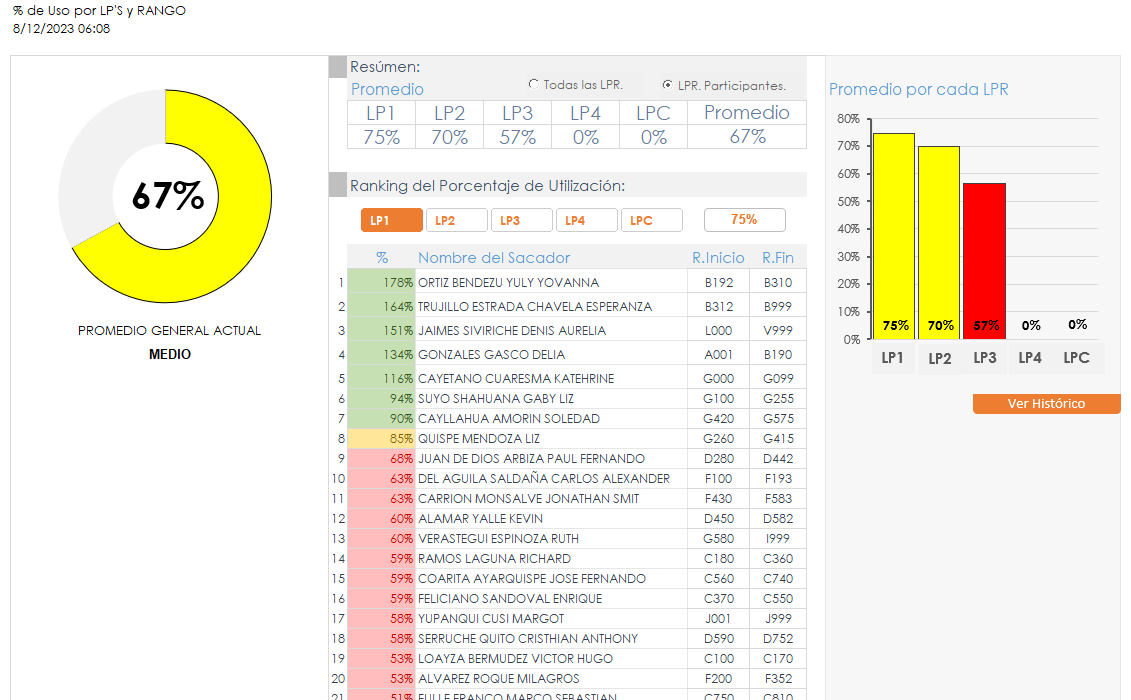 % de Uso por LP'S y RANGO
8/12/2023 06:08
67%
PROMEDIO GENERAL ACTUAL
MEDIO
Resúmen:
Promedio
Todas las LPR.
LPR. Participantes.
LP1 LP2 LP3 LP4 LPC Promedio
75% 70% 57% 0% 0% 67%
Ranking del Porcentaje de Utilización:
LP1 LP2 LP3 LP4 LPC 75%
% Nombre del Sacador R.Inicio R.Fin
1 178% ORTIZ BENDEZU YULY YOVANNA B192 B310
2 164% TRUJILLO ESTRADA CHAVELA ESPERANZA B312 B999
3 151% JAIMES SIVIRICHE DENIS AURELIA L000 V999
4 134% GONZALES GASCO DELIA A001 B190
5 116% CAYETANO CUARESMA KATEHRINE G000 G099
6 94% SUYO SHAHUANA GABY LIZ G100 G255
7 90% CAYLLAHUA AMORIN SOLEDAD G420 G575
8 85% QUISPE MENDOZA LIZ G260 G415
9 68% JUAN DE DIOS ARBIZA PAUL FERNANDO D280 D442
10 63% DEL AGUILA SALDAÑA CARLOS ALEXANDER F100 F193
11 63% CARRION MONSALVE JONATHAN SMIT F430 F583
12 60% ALAMAR YALLE KEVIN D450 D582
13 60% VERASTEGUI ESPINOZA RUTH G580 I999
14 59% RAMOS LAGUNA RICHARD C180 C360
15 59% COARITA AYARQUISPE JOSE FERNANDO C560 C740
16 59% FELICIANO SANDOVAL ENRIQUE C370 C550
17 58% YUPANQUI CUSI MARGOT J001 J999
18 58% SERRUCHE QUITO CRISTHIAN ANTHONY D590 D752
19 53% LOAYZA BERMUDEZ VICTOR HUGO C100 C170
20 53% ALVAREZ ROQUE MILAGROS F200 F352
21 51% FRANCO MARCO SEBASTIAN C750 C810
Promedio por cada LPR
80%
70%
60%
50%
40%
30%
20%
10%
0%
75% 70% 57% 0% 0%
LP1 LP2 LP3 LP4 LPC
Ver Histórico